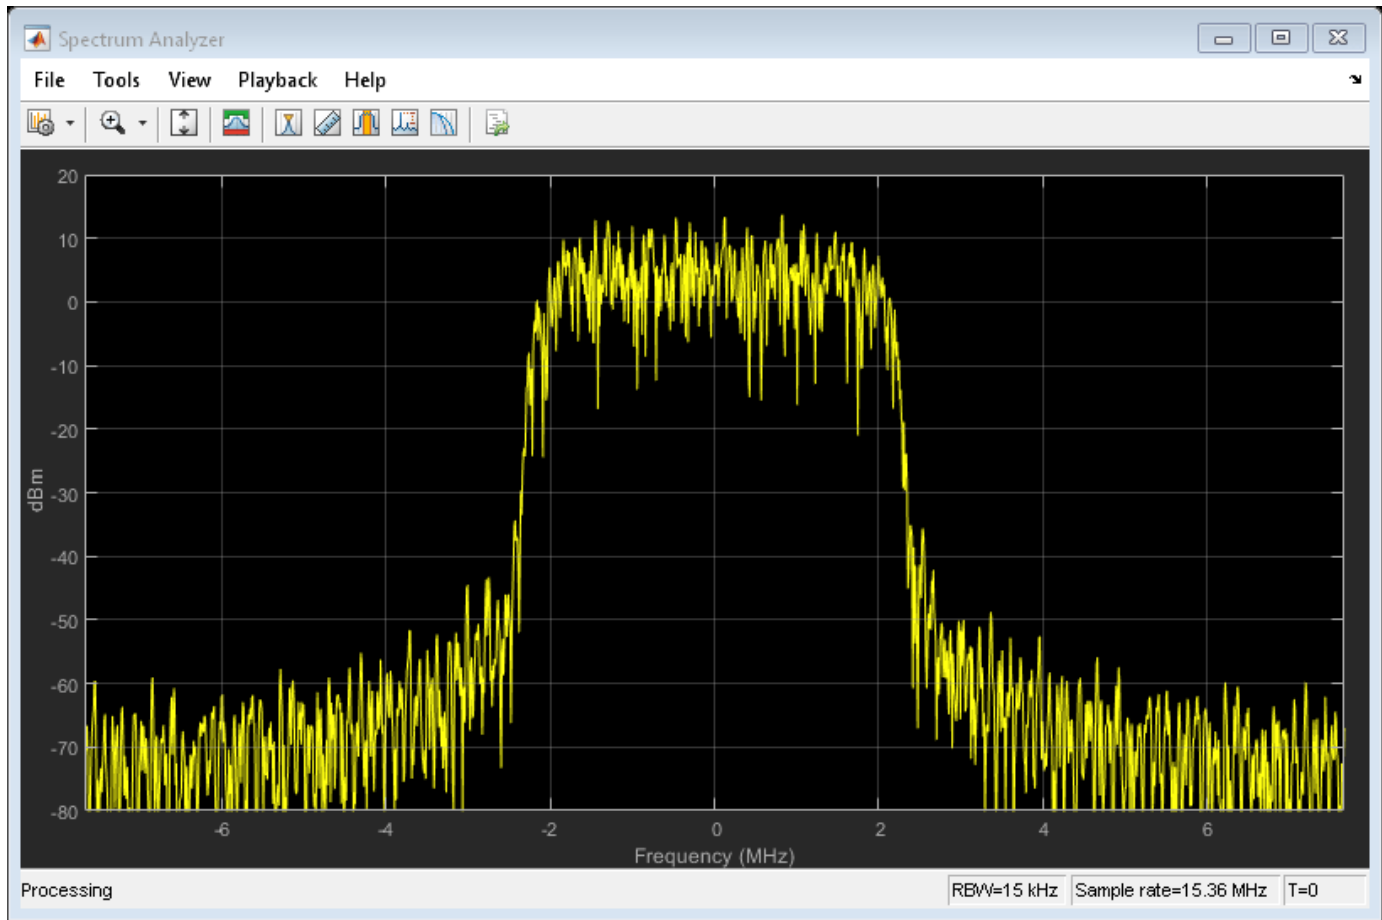 Spectrum Analyzer
File Tools View Playback Help
20
10
0
-10
-20
-30
-40
-50
-60
-70
-80
dBm
-6 -4 -2 0 2 4 6
Frequency (MHz)
Processing RBW=15 kHz Sample rate=15.36 MHz T=0